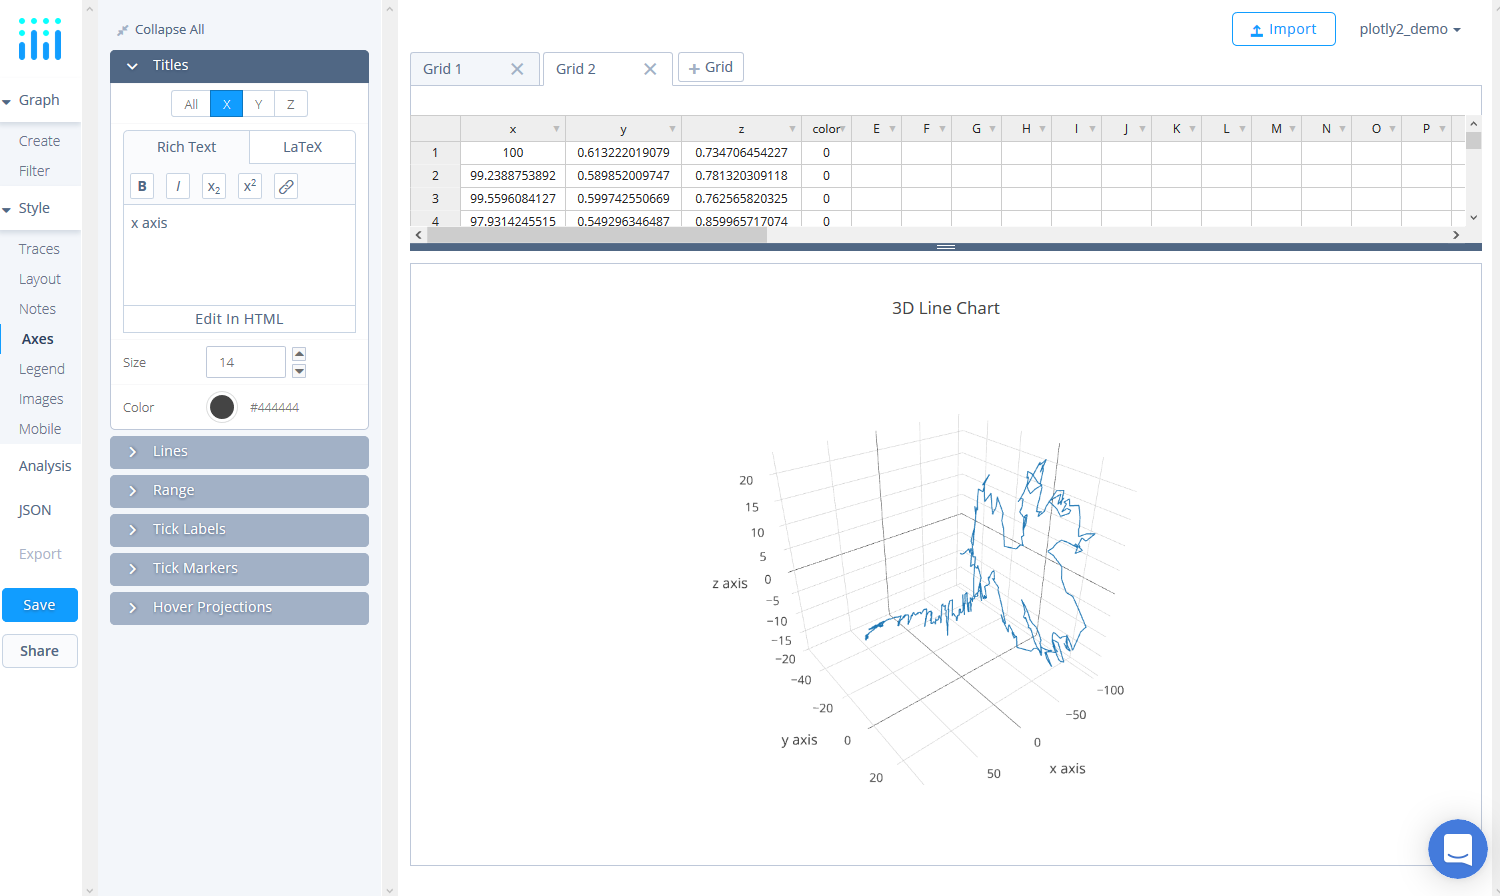 Graph
Create
Filter
Style
Traces
Layout
Notes
Axes
Legend
Images
Mobile
Analysis
JSON
Export
Save
Share
Collapse All
Titles
All X Y Z
Rich Text LaTeX
B I x2 x2
x axis
Edit In HTML
Size 14
Color #444444
Lines
Range
Tick Labels
Tick Markers
Hover Projections
Import plotly2_demo
Grid 1 Grid 2 + Grid
x y z color E F G H I J K L M N O P
1 100 0.613222019079 0.734706454227 0
2 99.2388753892 0.589852009747 0.781320309118 0
3 99.5596084127 0.599742550669 0.762565820325 0
4 97.9314245515 0.549296346487 0.859965717074 0
3D Line Chart
20
15
10
5
z axis 0
−5
−10
−15
−20
−40
−20
y axis 0
20
−100
−50
0
50
x axis